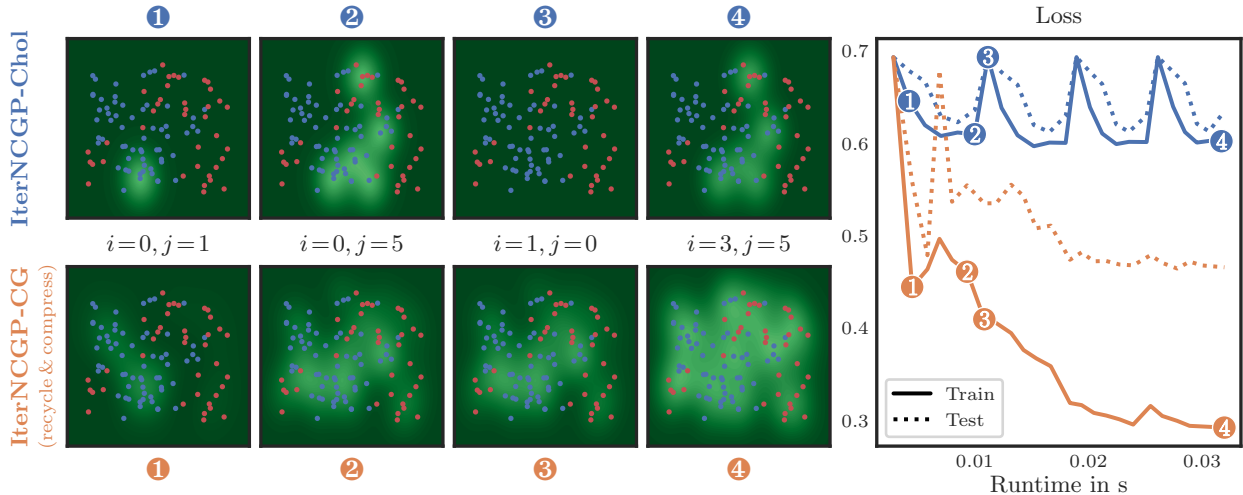 1 2 3 4
IterNCGP-Chol
i=0, j=1 i=0, j=5 i=1, j=0 i=3, j=5
IterNCGP-CG
(recycle & compress)
1 2 3 4
Loss
0.7
0.6
0.5
0.4
0.3
1
2
3
4
1
2
3
4
Train
Test
0.01 0.02 0.03
Runtime in s